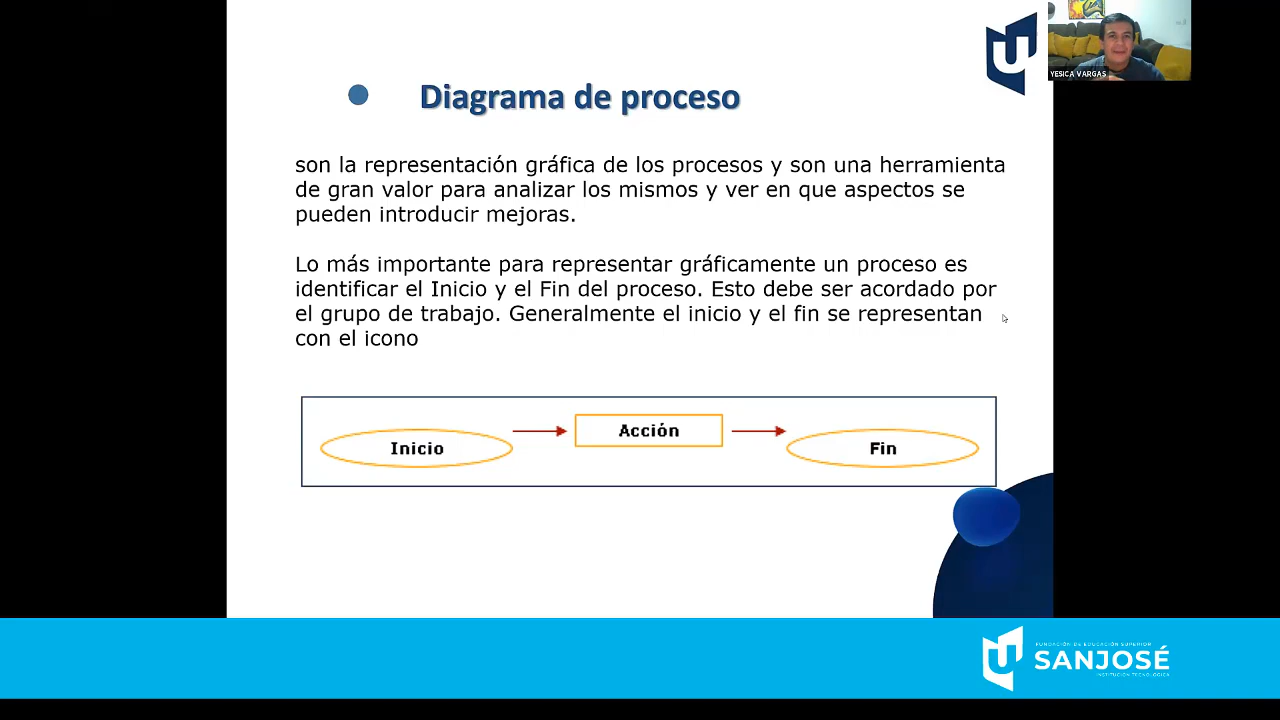 YESICA VARGAS
Diagrama de proceso
son la representación gráfica de los procesos y son una herramienta
de gran valor para analizar los mismos y ver en que aspectos se
pueden introducir mejoras.
Lo más importante para representar gráficamente un proceso es
identificar el Inicio y el Fin del proceso. Esto debe ser acordado por
el grupo de trabajo. Generalmente el inicio y el fin se representan
con el icono
Inicio
Acción
Fin
FUNDACIÓN DE EDUCACIÓN SUPERIOR
SANJOSÉ
INSTITUCIÓN TECNOLÓGICA